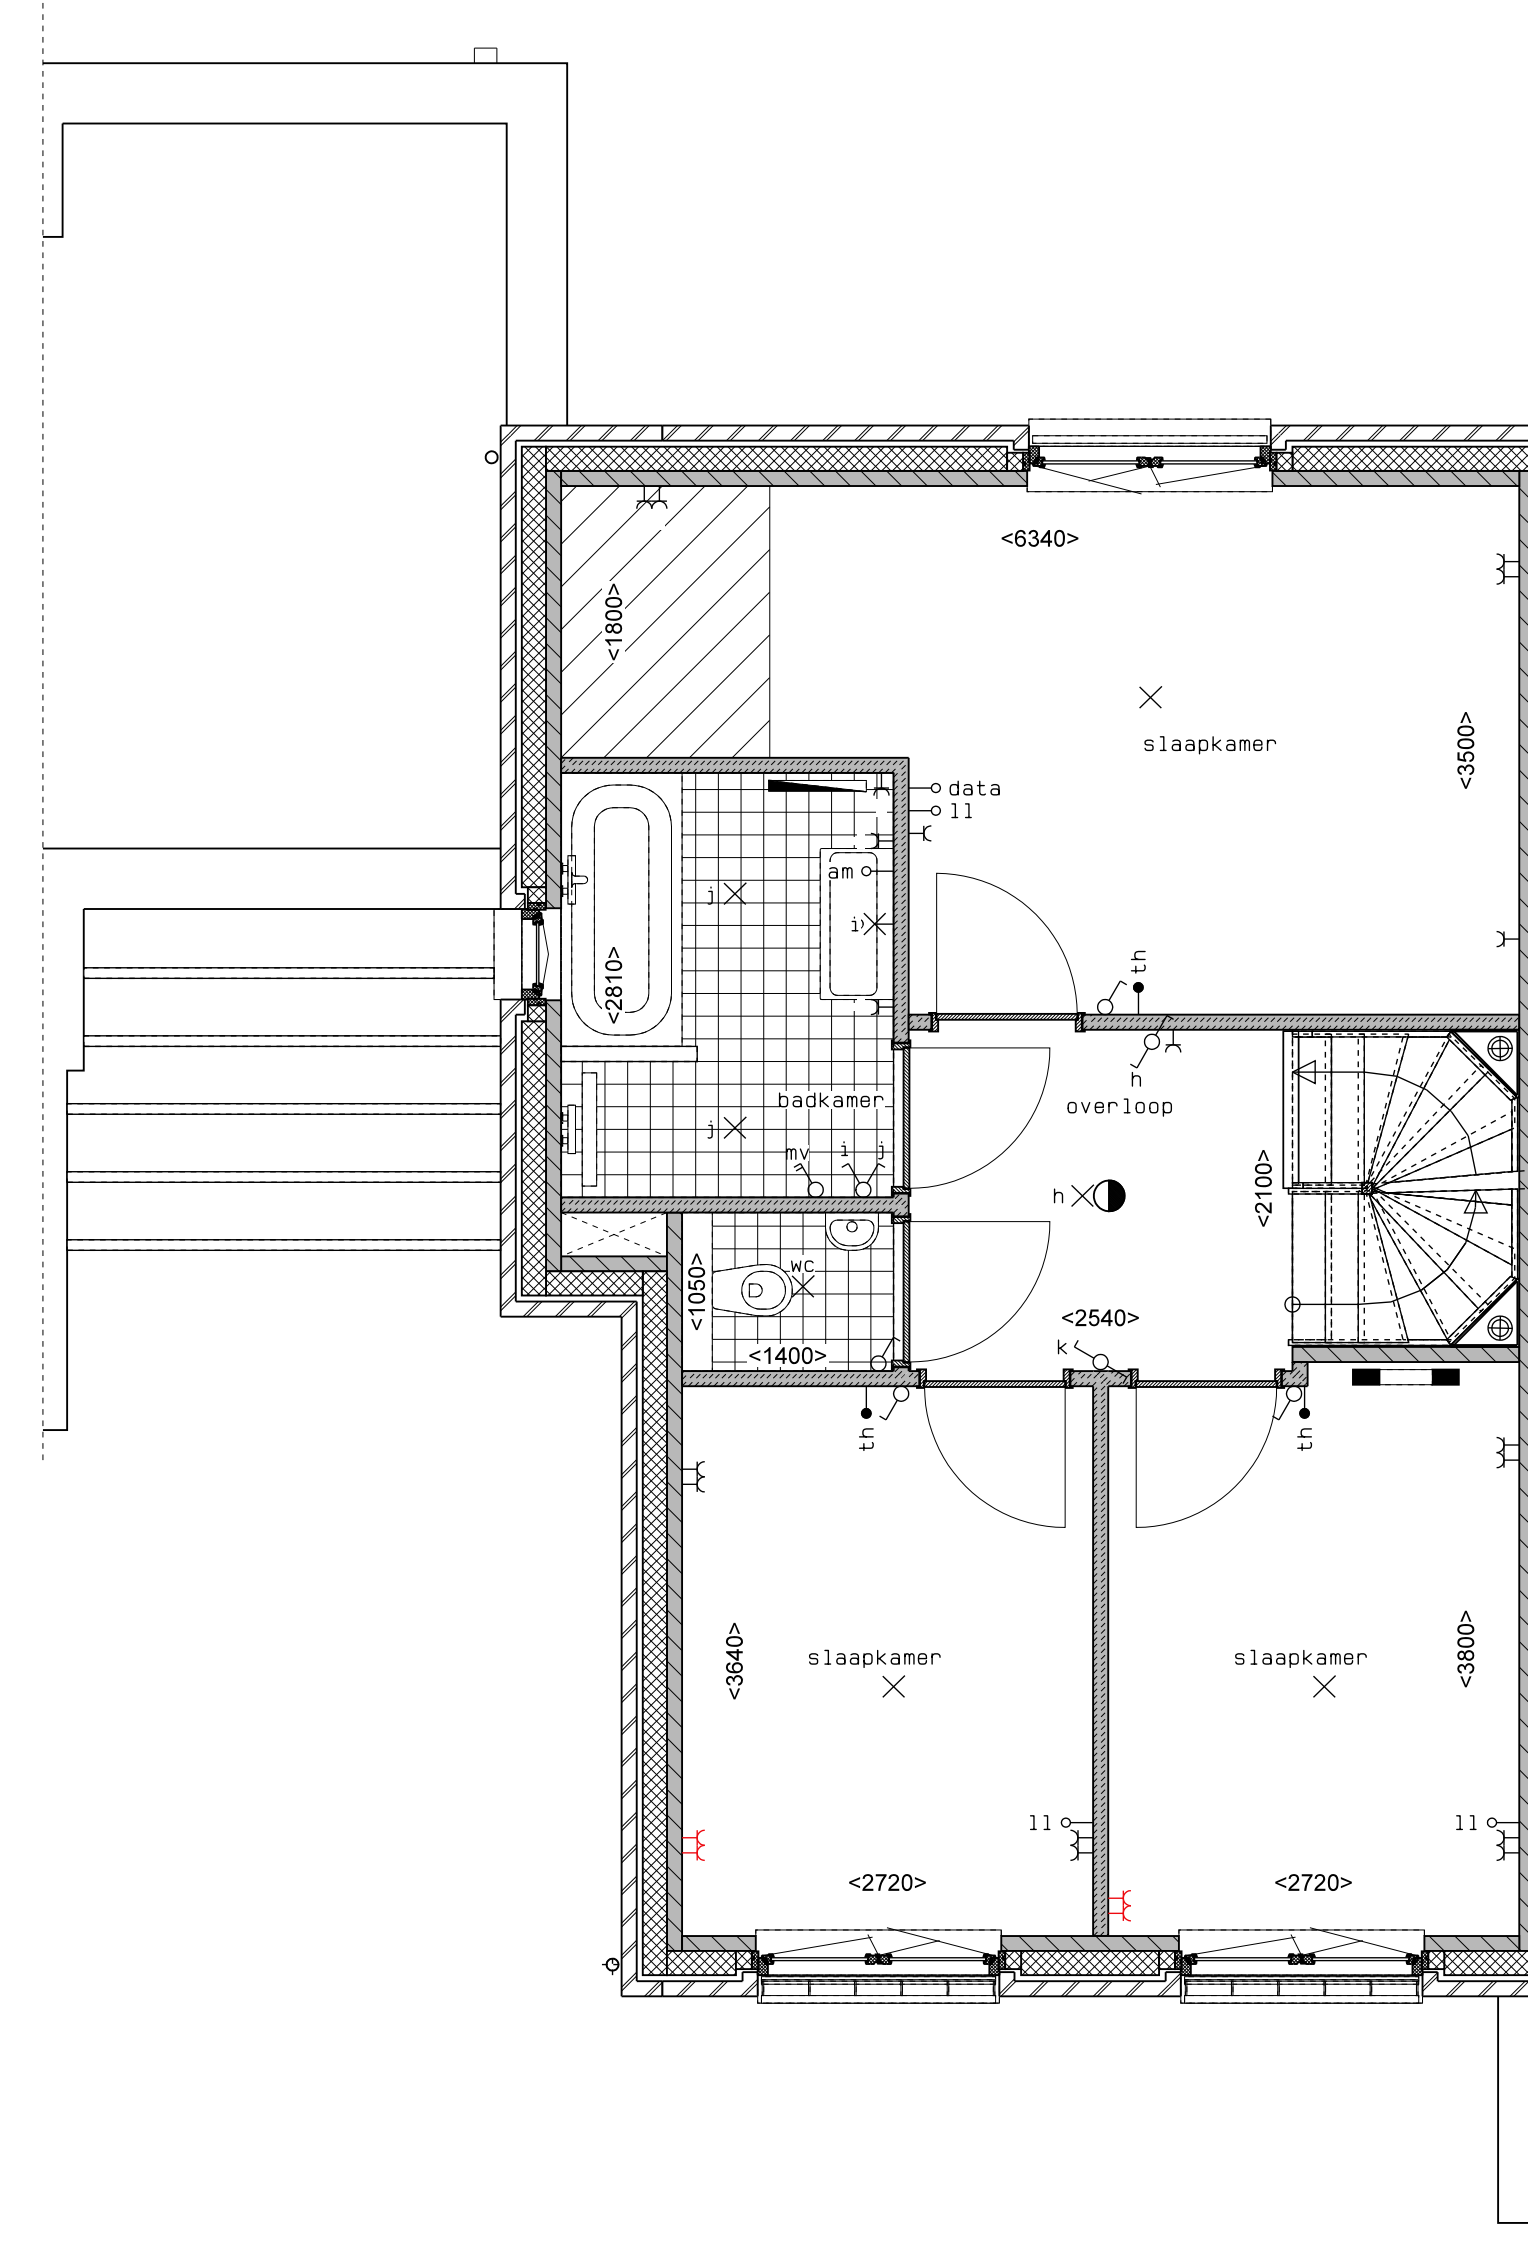 <6340>
<1800>
slaapkamer
<3500>
data
ll
am
j
i
<2810>
th
h
badkamer
overloop
j
mv
i
j
<2100>
h
wc
<1050>
<2540>
<1400>
k
th
th
<3640>
slaapkamer
slaapkamer
<3800>
ll
ll
<2720>
<2720>